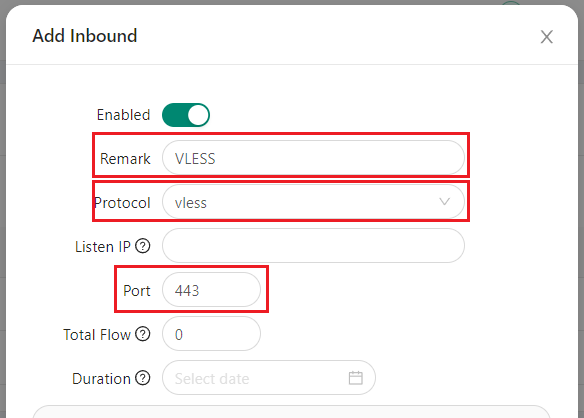 Add Inbound
Enabled
Remark VLESS
Protocol vless
Listen IP
Port 443
Total Flow 0
Duration Select date